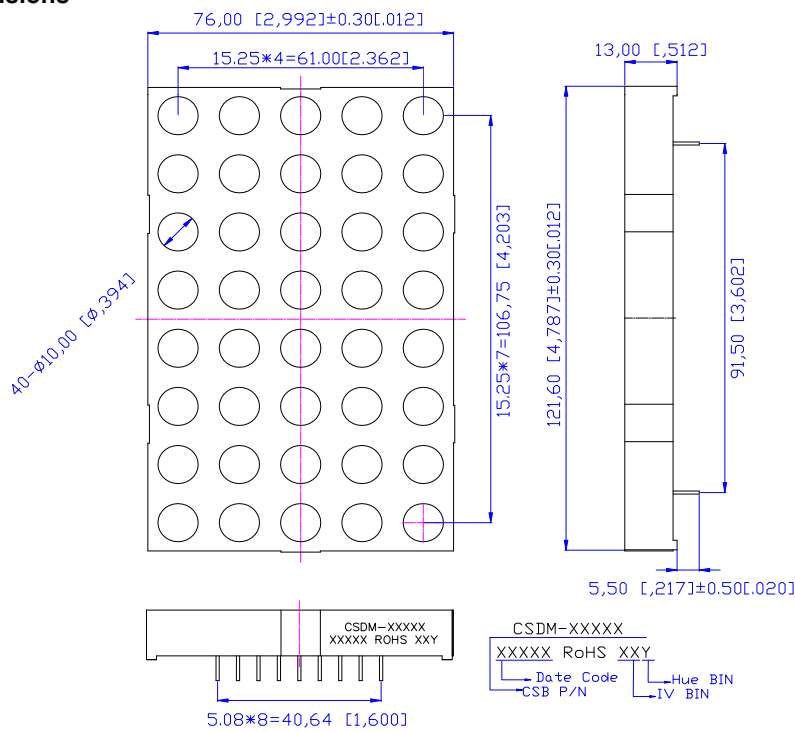 76,00 [2,992]±0.30[.012]
15.25*4=61.00[2.362]
13,00 [,512]
40-ø10,00 [ø,394]
15.25*7=106,75 [4,203]
121,60 [4,787]±0.30[.012]
91,50 [3,602]
5,50 [,217]±0.50[.020]
CSDM-XXXXX
XXXXX ROHS XXY
5.08*8=40,64 [1,600]
CSDM-XXXXX
XXXXX RoHS XXY
Date Code
Hue BIN
CSB P/N
IV BIN